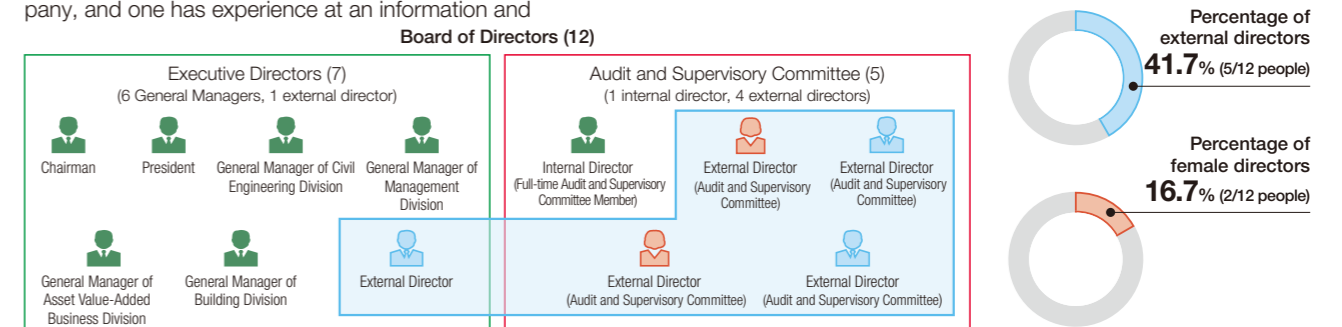 pany, and one has experience at an information and
Board of Directors (12)
Executive Directors (7)
(6 General Managers, 1 external director)
Chairman
President
General Manager of Civil
Engineering Division
General Manager of
Management
Division
General Manager of
Asset Value-Added
Business Division
General Manager of
Building Division
External Director
Audit and Supervisory Committee (5)
(1 internal director, 4 external directors)
Internal Director
(Full-time Audit and Supervisory
Committee Member)
External Director
(Audit and Supervisory
Committee)
External Director
(Audit and Supervisory
Committee)
External Director
(Audit and Supervisory Committee)
External Director
(Audit and Supervisory Committee)
Percentage of
external directors
41.7% (5/12 people)
Percentage of
female directors
16.7% (2/12 people)